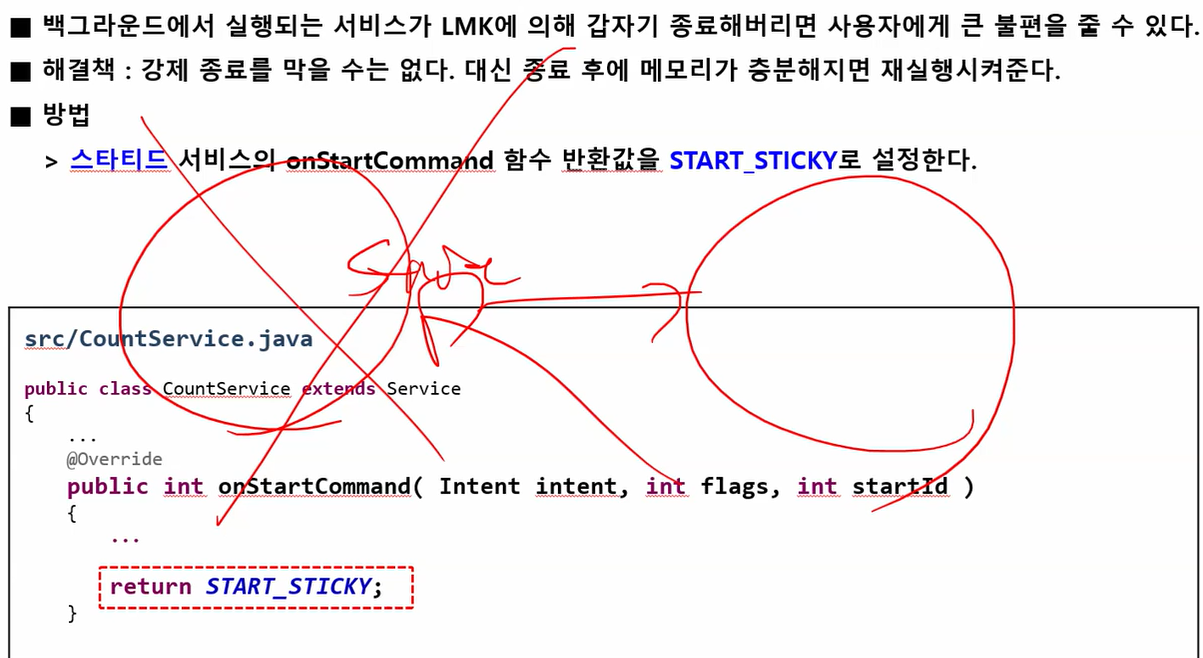 ■ 백그라운드에서 실행되는 서비스가 LMK에 의해 갑자기 종료해버리면 사용자에게 큰 불편을 줄 수 있다.
■ 해결책 : 강제 종료를 막을 수는 없다. 대신 종료 후에 메모리가 충분해지면 재실행시켜준다.
■ 방법
> 스타티드 서비스의 onStartCommand 함수 반환값을 START_STICKY로 설정한다.
src/CountService.java
public class CountService extends Service
{
...
@Override
public int onStartCommand( Intent intent, int flags, int startId )
{
...
return START_STICKY;
}